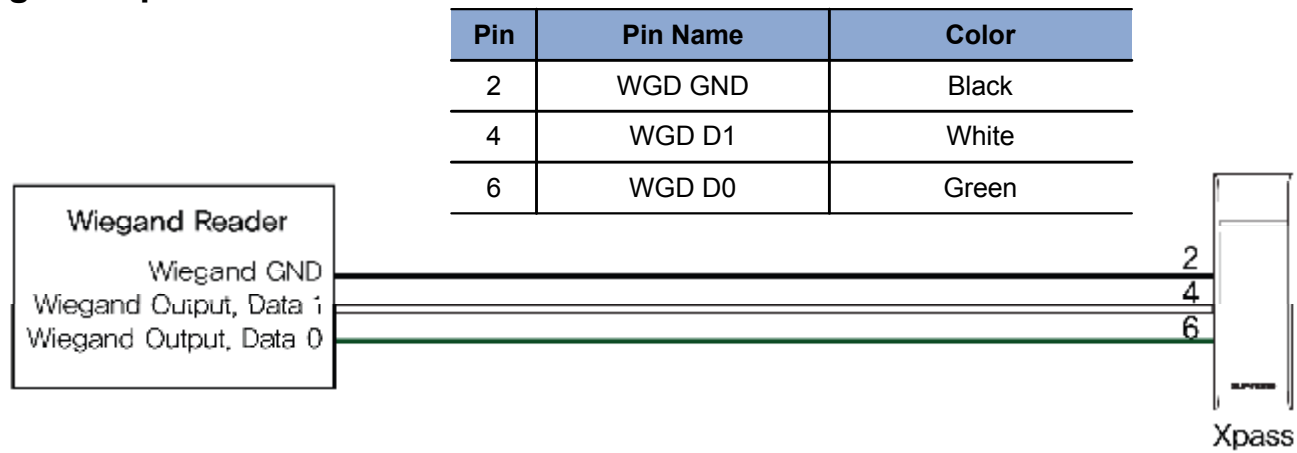 Pin Pin Name Color
2 WGD GND Black
4 WGD D1 White
6 WGD D0 Green
Wiegand Reader
Wiegand GND 2
Wiegand Output, Data 1 4
Wiegand Output, Data 0 6
Xpass